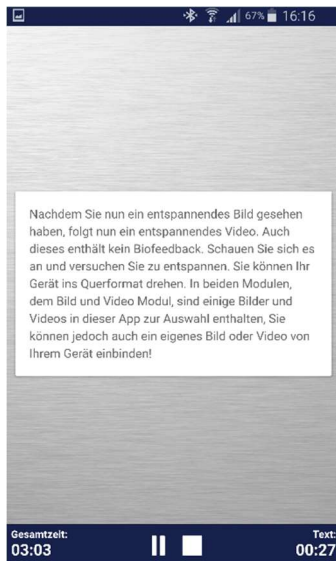 67% 16:16
Nachdem Sie nun ein entspannendes Bild gesehen
haben, folgt nun ein entspannendes Video. Auch
dieses enthält kein Biofeedback. Schauen Sie sich es
an und versuchen Sie zu entspannen. Sie können Ihr
Gerät ins Querformat drehen. In beiden Modulen,
dem Bild und Video Modul, sind einige Bilder und
Videos in dieser App zur Auswahl enthalten, Sie
können jedoch auch ein eigenes Bild oder Video von
Ihrem Gerät einbinden!
Gesamtzeit: Text:
03:03 00:27